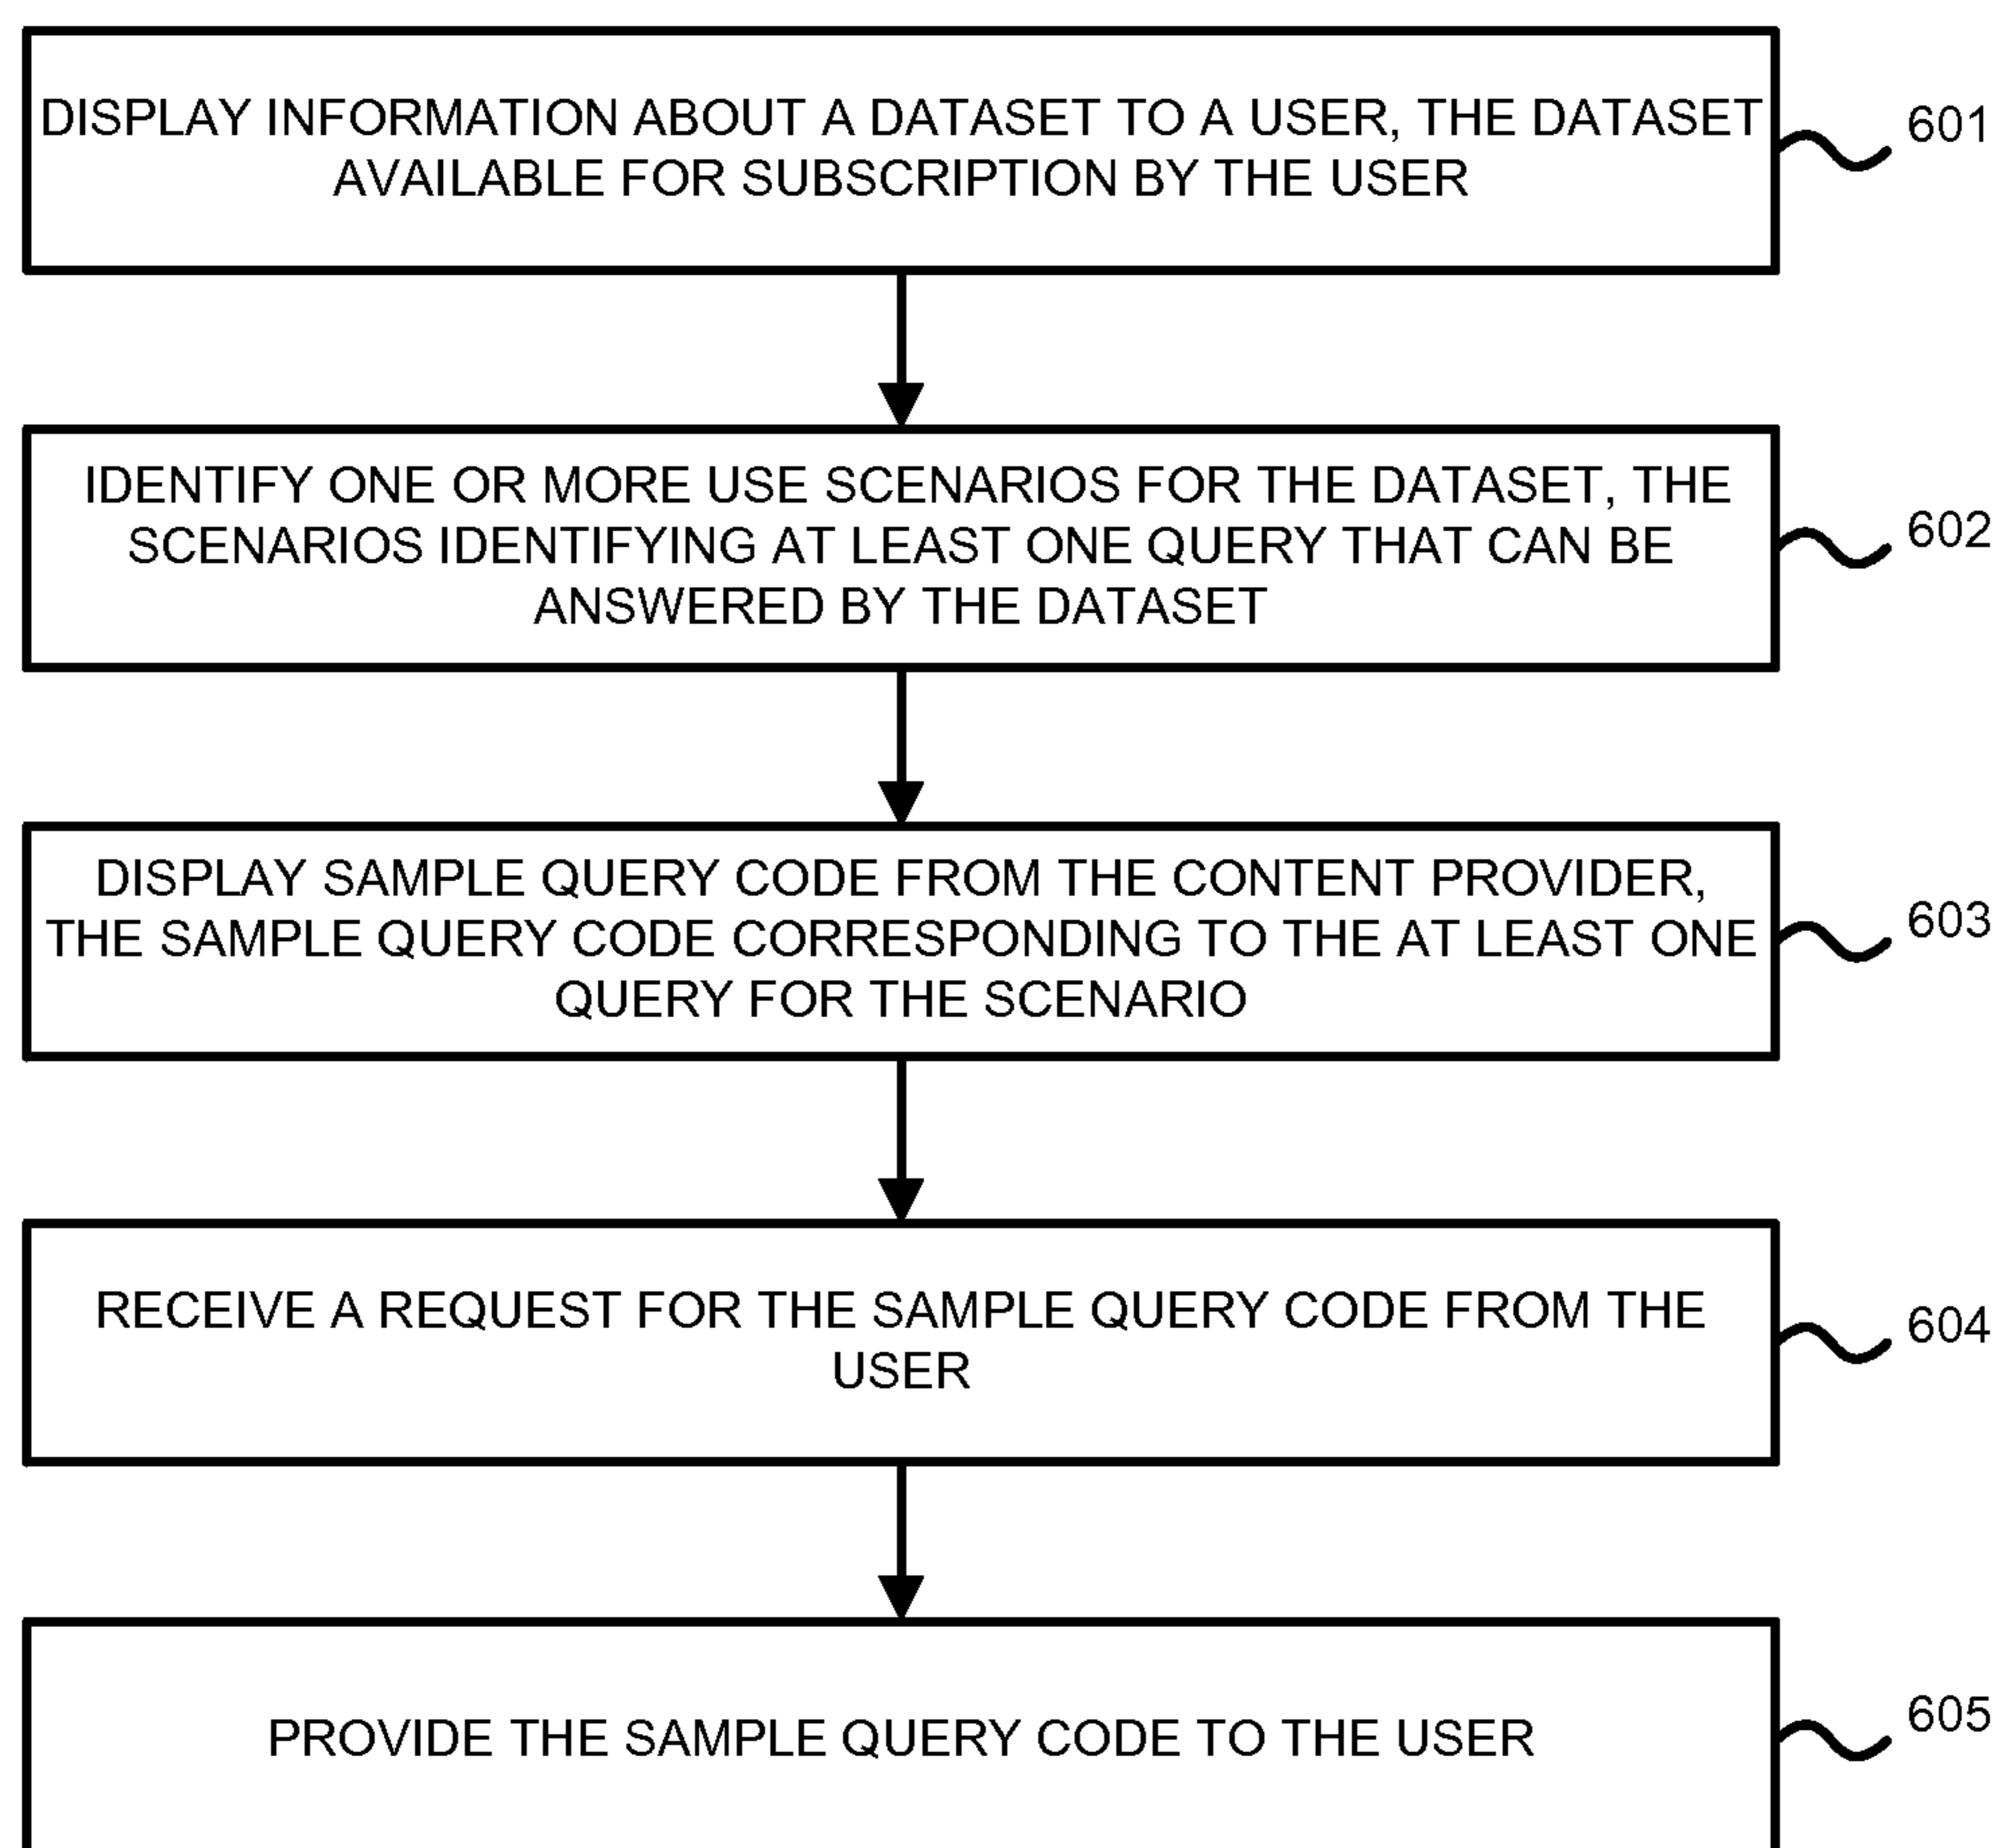 DISPLAY INFORMATION ABOUT A DATASET TO A USER, THE DATASET
AVAILABLE FOR SUBSCRIPTION BY THE USER
601
IDENTIFY ONE OR MORE USE SCENARIOS FOR THE DATASET, THE
SCENARIOS IDENTIFYING AT LEAST ONE QUERY THAT CAN BE
ANSWERED BY THE DATASET
602
DISPLAY SAMPLE QUERY CODE FROM THE CONTENT PROVIDER,
THE SAMPLE QUERY CODE CORRESPONDING TO THE AT LEAST ONE
QUERY FOR THE SCENARIO
603
RECEIVE A REQUEST FOR THE SAMPLE QUERY CODE FROM THE
USER
604
PROVIDE THE SAMPLE QUERY CODE TO THE USER
605